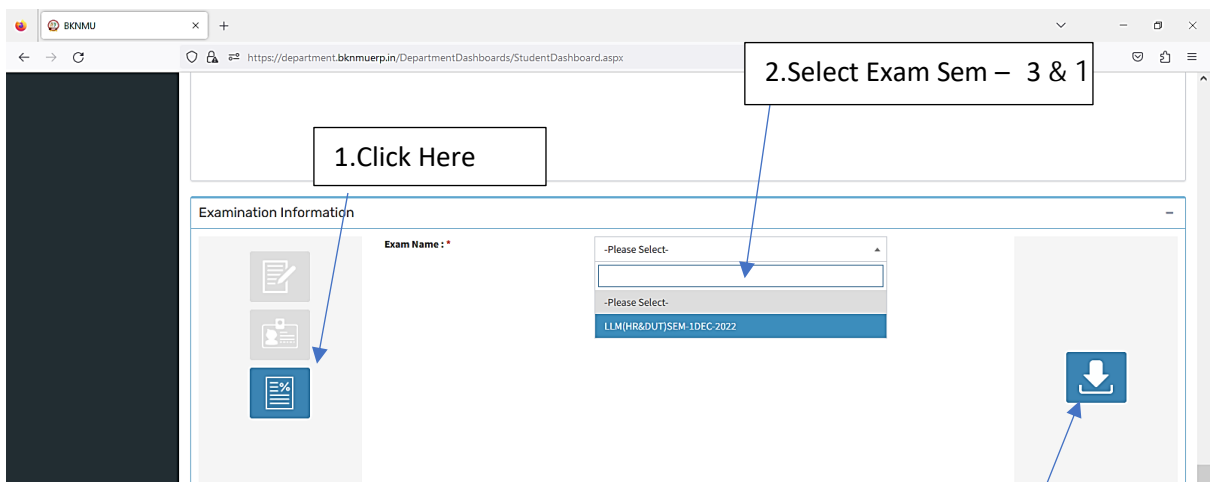 BKNMU
https://department.bknmuerp.in/DepartmentDashboards/StudentDashboard.aspx
2.Select Exam Sem – 3 & 1
1.Click Here
Examination Information
Exam Name : *
-Please Select-
-Please Select-
LLM(HR&DUT)SEM-1DEC-2022